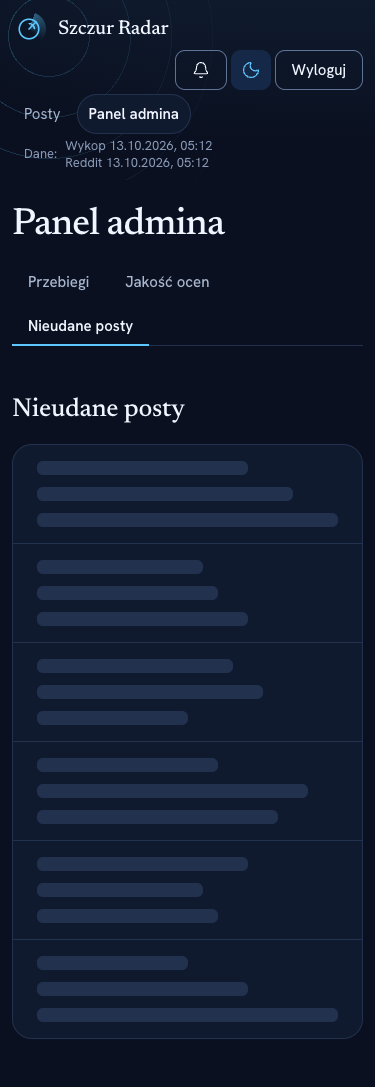 Szczur Radar
Wyloguj
Posty
Panel admina
Dane:
Wykop 13.10.2026, 05:12
Reddit 13.10.2026, 05:12
Panel admina
Przebiegi
Jakość ocen
Nieudane posty
Nieudane posty